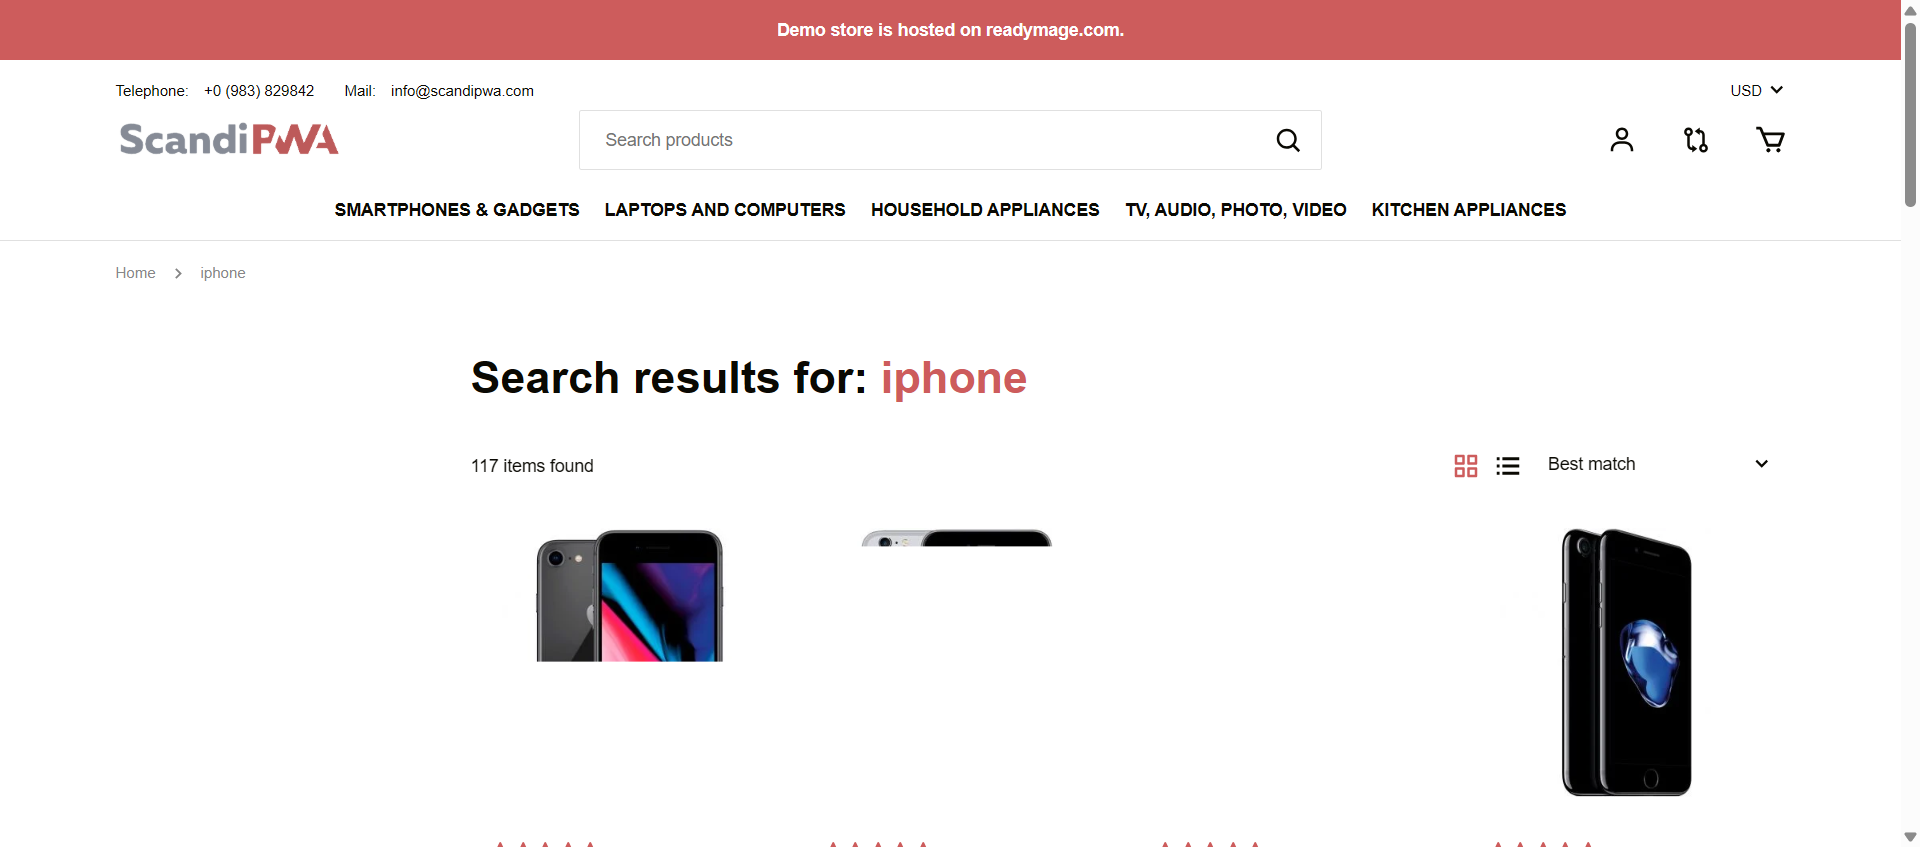 Demo store is hosted on readymage.com.
Telephone: +0 (983) 829842 Mail: info@scandipwa.com USD
ScandiPWA Search products
SMARTPHONES & GADGETS LAPTOPS AND COMPUTERS HOUSEHOLD APPLIANCES TV, AUDIO, PHOTO, VIDEO KITCHEN APPLIANCES
Home iphone
Search results for: iphone
117 items found Best match